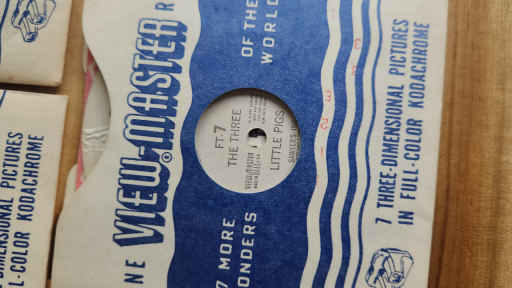 NE VIEW-MASTER R
7 MORE
WONDERS
OF THE
WORLD
FT-7
THE THREE
LITTLE PIGS
7 THREE-DIMENSIONAL PICTURES
IN FULL-COLOR KODACHROME
DIMENSIONAL PICTURES
COLOR KODACHROME